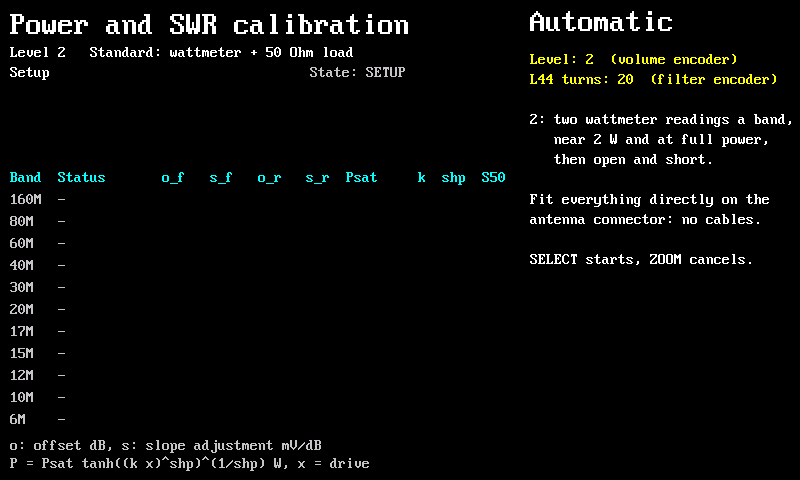 Power and SWR calibration
Level 2   Standard: wattmeter + 50 Ohm load
Setup   State: SETUP
Band  Status  o_f  s_f  o_r  s_r  Psat  k  shp  S50
160M  –
80M  –
60M  –
40M  –
30M  –
20M  –
17M  –
15M  –
12M  –
10M  –
6M  –
o: offset dB, s: slope adjustment mV/dB
P = Psat tanh((k x)^shp)^(1/shp) W, x = drive
Automatic
Level: 2  (volume encoder)
L44 turns: 20  (filter encoder)
2: two wattmeter readings a band,
near 2 W and at full power,
then open and short.
Fit everything directly on the
antenna connector: no cables.
SELECT starts, ZOOM cancels.